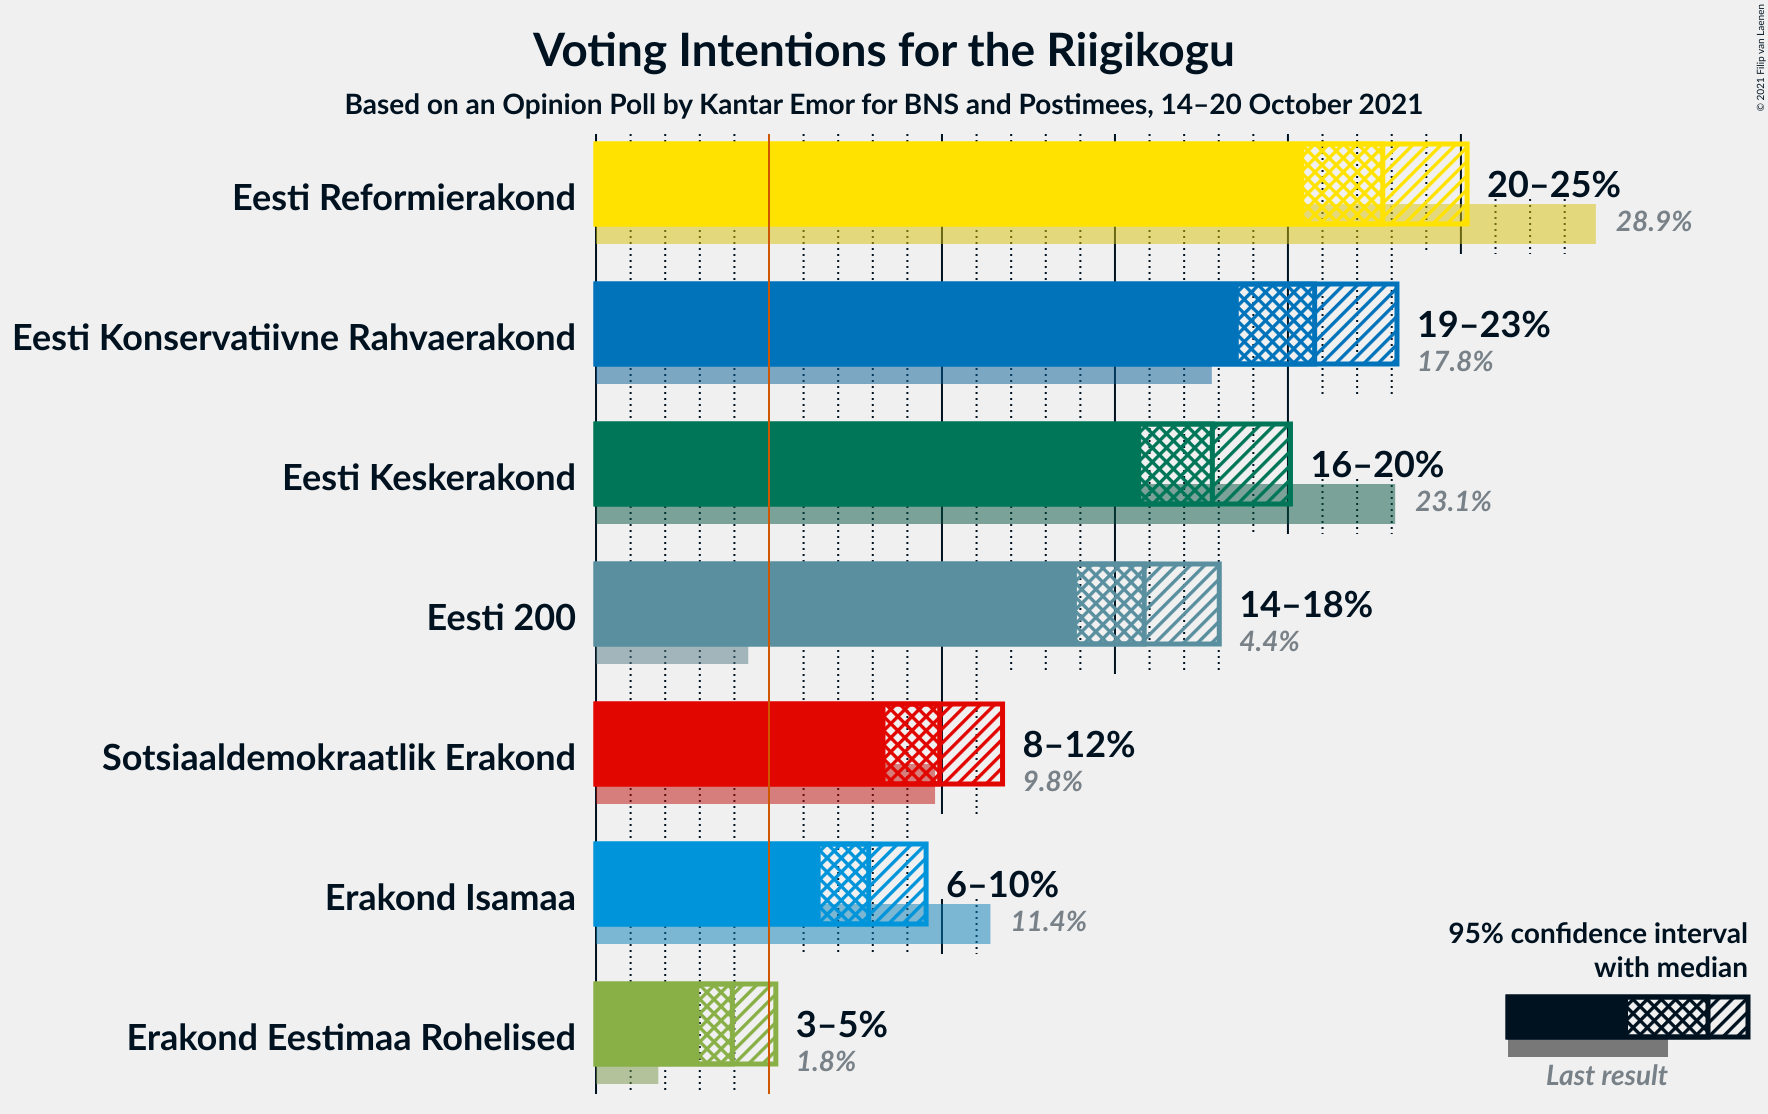 Voting Intentions for the Riigikogu
Based on an Opinion Poll by Kantar Emor for BNS and Postimees, 14–20 October 2021
© 2021 Filip van Laenen
Eesti Reformierakond
20–25%
28.9%
Eesti Konservatiivne Rahvaerakond
19–23%
17.8%
Eesti Keskerakond
16–20%
23.1%
Eesti 200
14–18%
4.4%
Sotsiaaldemokraatlik Erakond
8–12%
9.8%
Erakond Isamaa
6–10%
11.4%
Erakond Eestimaa Rohelised
3–5%
1.8%
95% confidence interval
with median
Last result